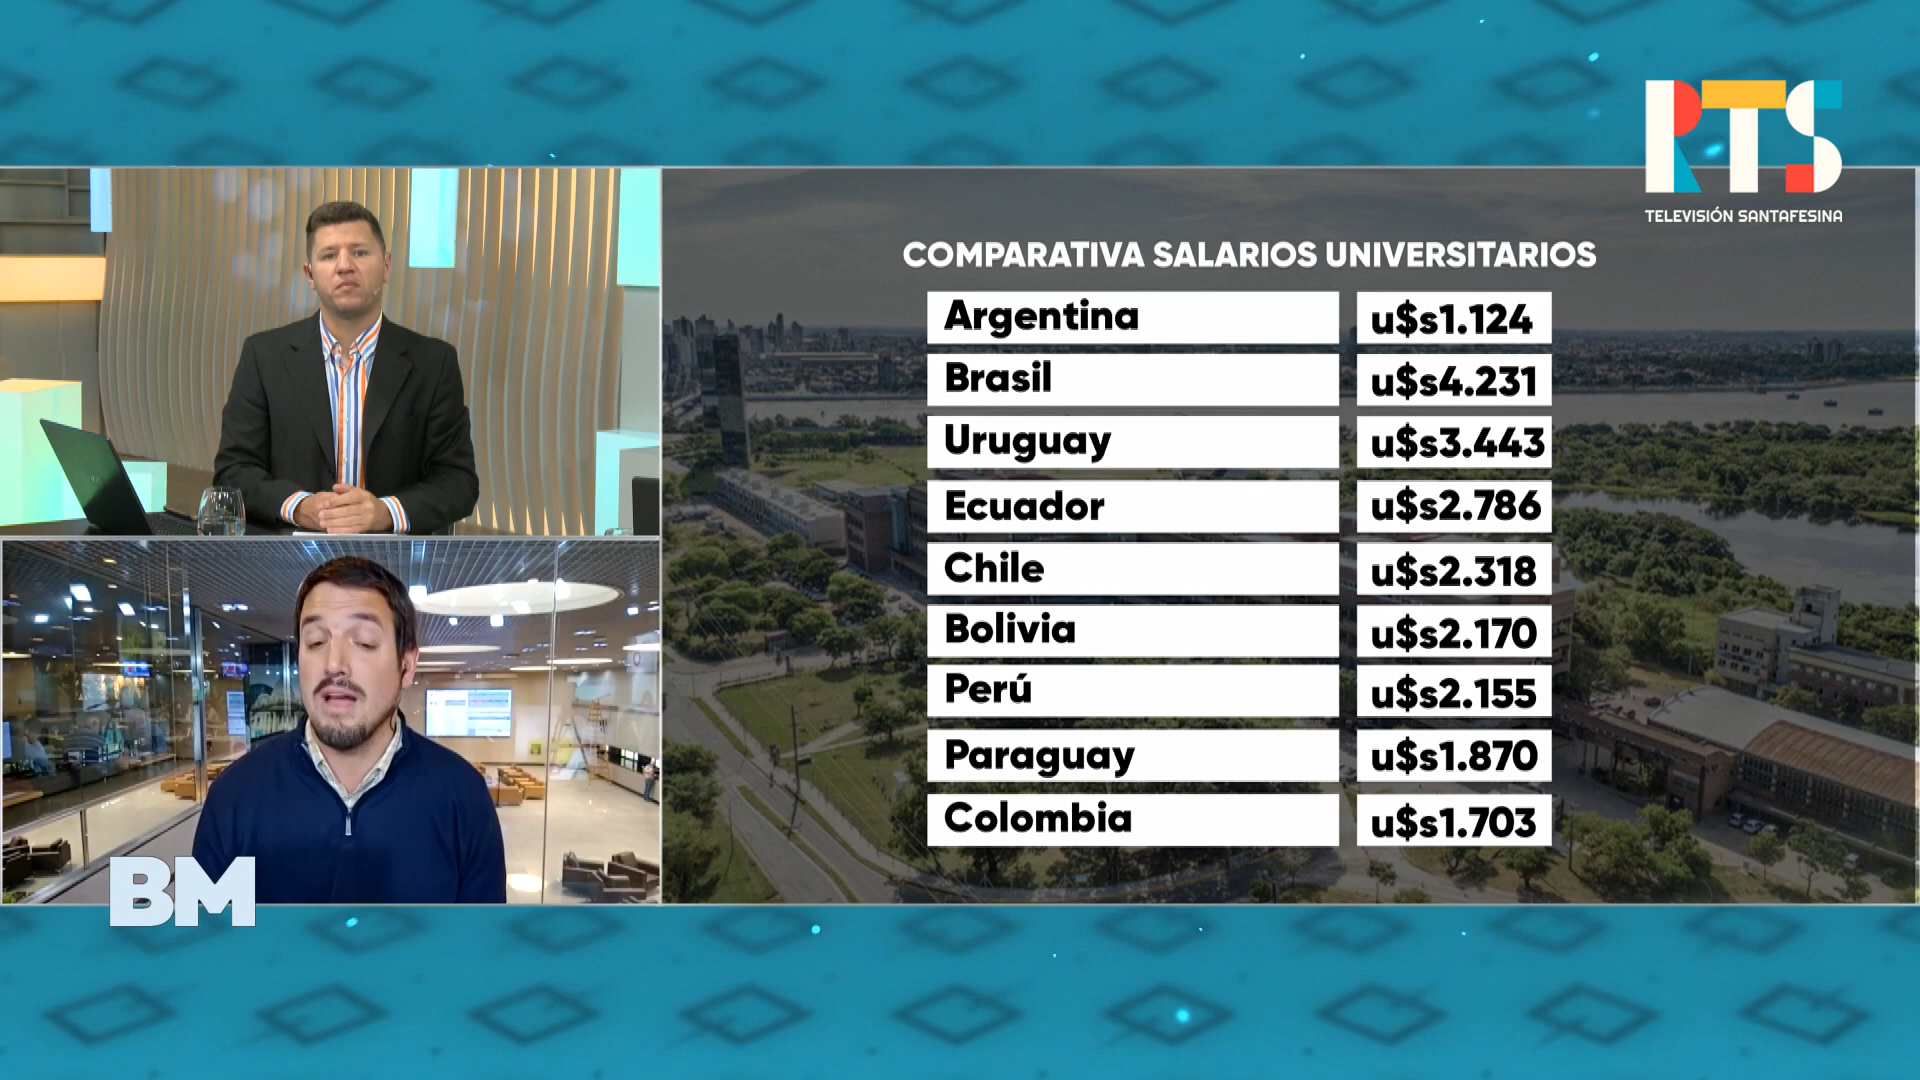 RTS
TELEVISIÓN SANTAFESINA
COMPARATIVA SALARIOS UNIVERSITARIOS
Argentina u$s1.124
Brasil u$s4.231
Uruguay u$s3.443
Ecuador u$s2.786
Chile u$s2.318
Bolivia u$s2.170
Perú u$s2.155
Paraguay u$s1.870
Colombia u$s1.703
BM